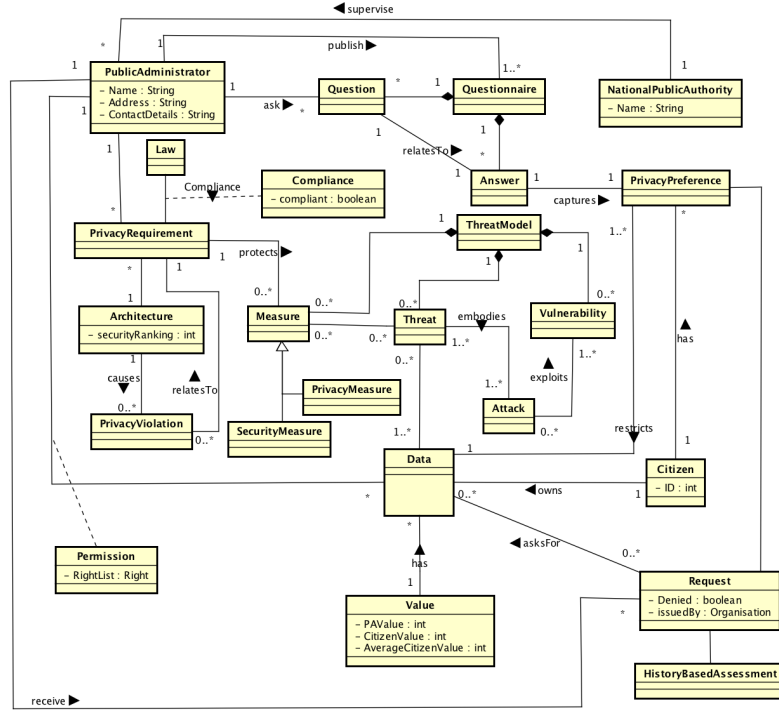 ◀ supervise
* 1 publish ▶ 1
1 1..*
PublicAdministrator
– Name : String
– Address : String
– ContactDetails : String
1 1 1
ask ▶
*
Question
* 1
Questionnaire
NationalPublicAuthority
– Name : String
1 relatesTo ▶ 1
1 *
Law
Compliance
Compliance
– compliant : boolean
Answer
1 1
captures ▶
PrivacyPreference
1 *
PrivacyRequirement
* 1 1
protects ▶
ThreatModel
1 1 1
1..* *
0..* 0..* 0..*
Architecture
– securityRanking : int
1
Measure
0..* 0..*
Threat
embodies
1..*
Vulnerability
1..*
has
1
causes
relatesTo
0..*
exploits
PrivacyMeasure
1..*
PrivacyViolation
0..*
SecurityMeasure
Attack
0..*
restricts
1..* 1 1
Data
* 0..*
◀ owns
1
Citizen
– ID : int
* has
1
◀ asksFor
0..*
Permission
– RightList : Right
Value
– PAValue : int
– CitizenValue : int
– AverageCitizenValue : int
Request
– Denied : boolean
– issuedBy : Organisation
*
HistoryBasedAssessment
receive ▶